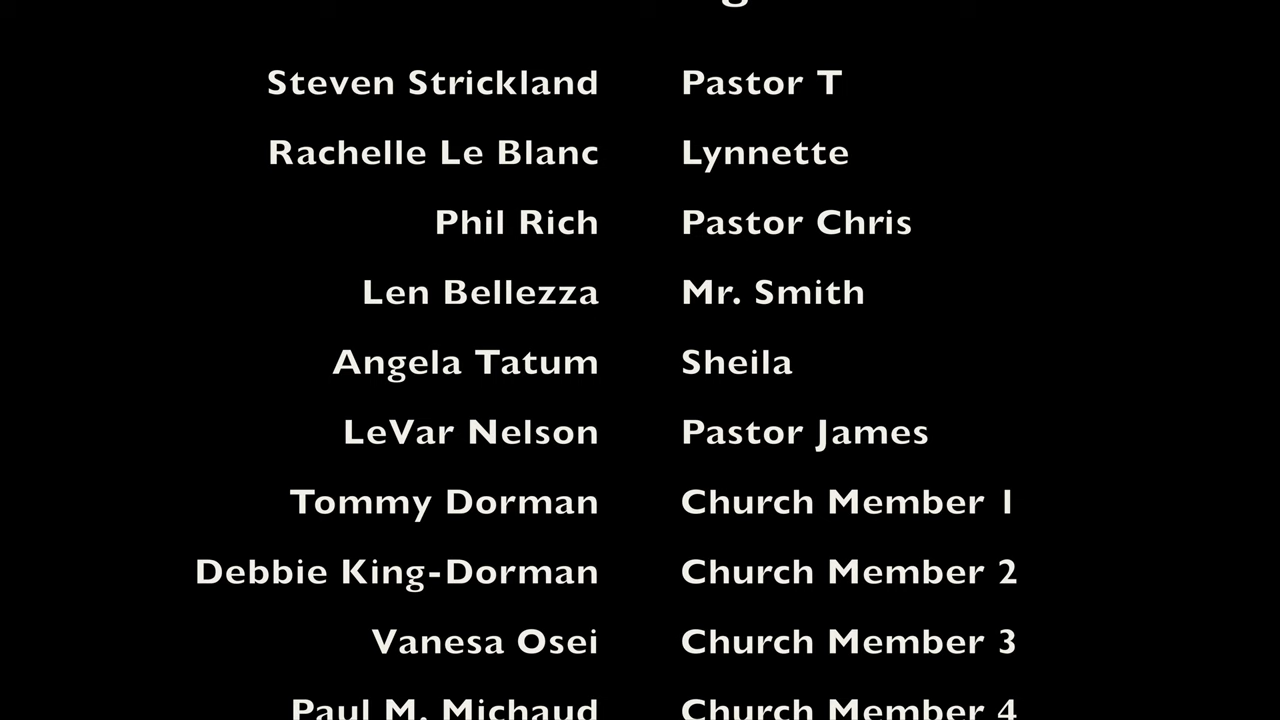 Steven Strickland Pastor T
Rachelle Le Blanc Lynnette
Phil Rich Pastor Chris
Len Bellezza Mr. Smith
Angela Tatum Sheila
LeVar Nelson Pastor James
Tommy Dorman Church Member 1
Debbie King-Dorman Church Member 2
Vanesa Osei Church Member 3
Paul M. Michaud Church Member 4